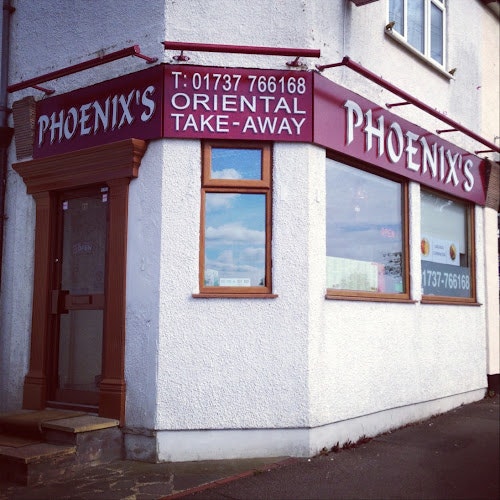 PHOENIX'S
T: 01737 766168
ORIENTAL
TAKE-AWAY
PHOENIX'S
1737-766168